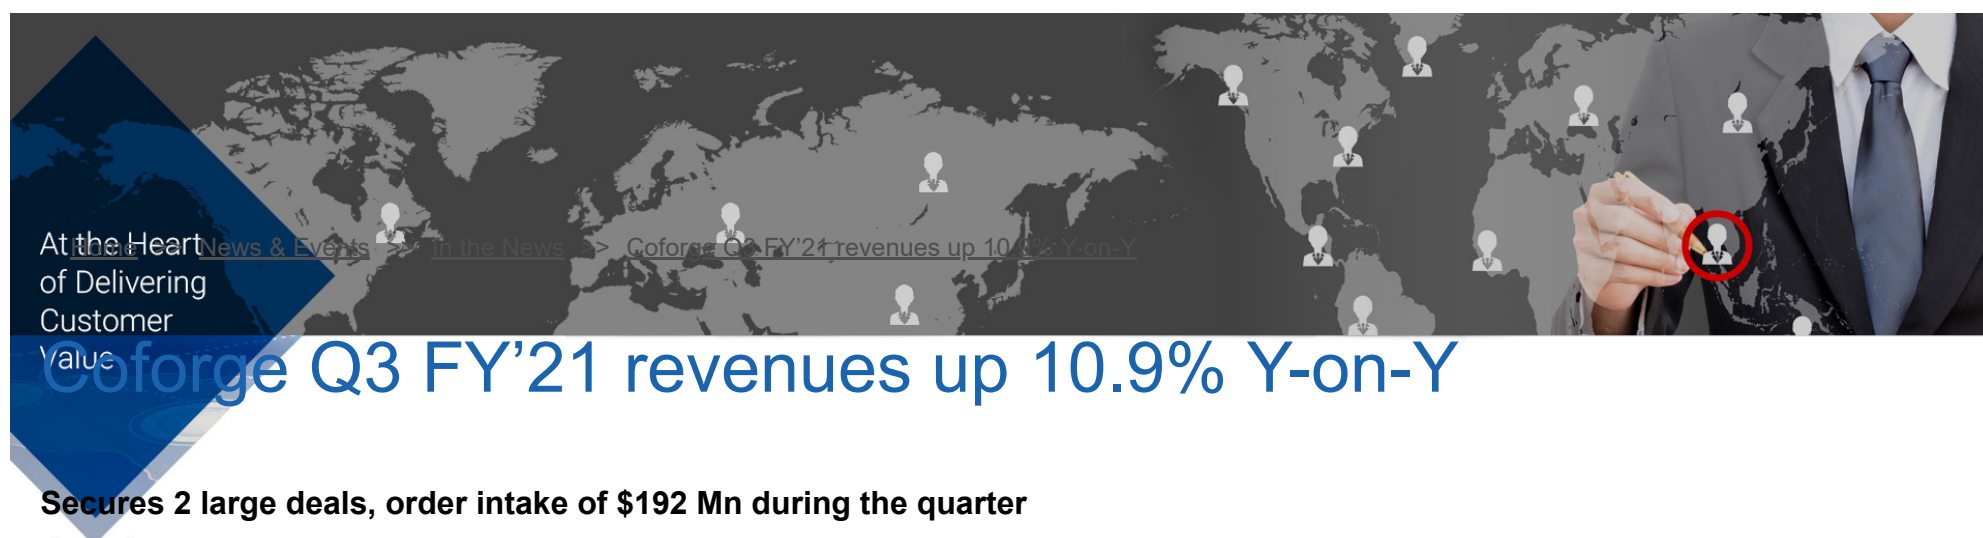 At the Heart
of Delivering
Customer
Value
Home >> News & Events >> In the News >> Coforge Q3 FY’21 revenues up 10.9% Y-on-Y
Coforge Q3 FY’21 revenues up 10.9% Y-on-Y
Secures 2 large deals, order intake of $192 Mn during the quarter